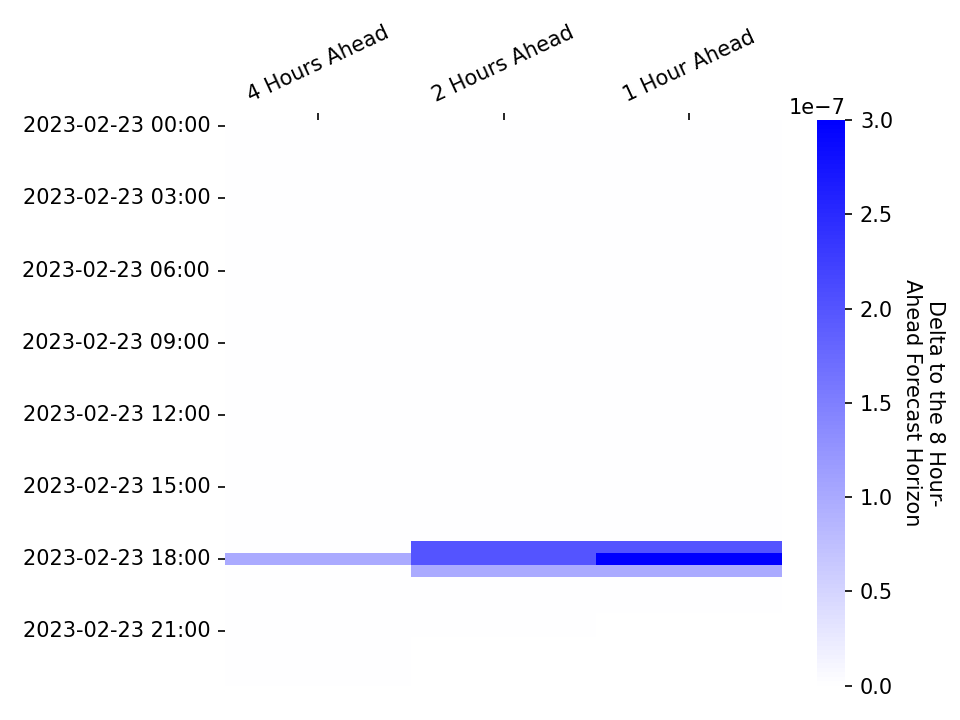 4 Hours Ahead
2 Hours Ahead
1 Hour Ahead
1e−7
2023-02-23 00:00
2023-02-23 03:00
2023-02-23 06:00
2023-02-23 09:00
2023-02-23 12:00
2023-02-23 15:00
2023-02-23 18:00
2023-02-23 21:00
3.0
2.5
2.0
1.5
1.0
0.5
0.0
Delta to the 8 Hour-
Ahead Forecast Horizon